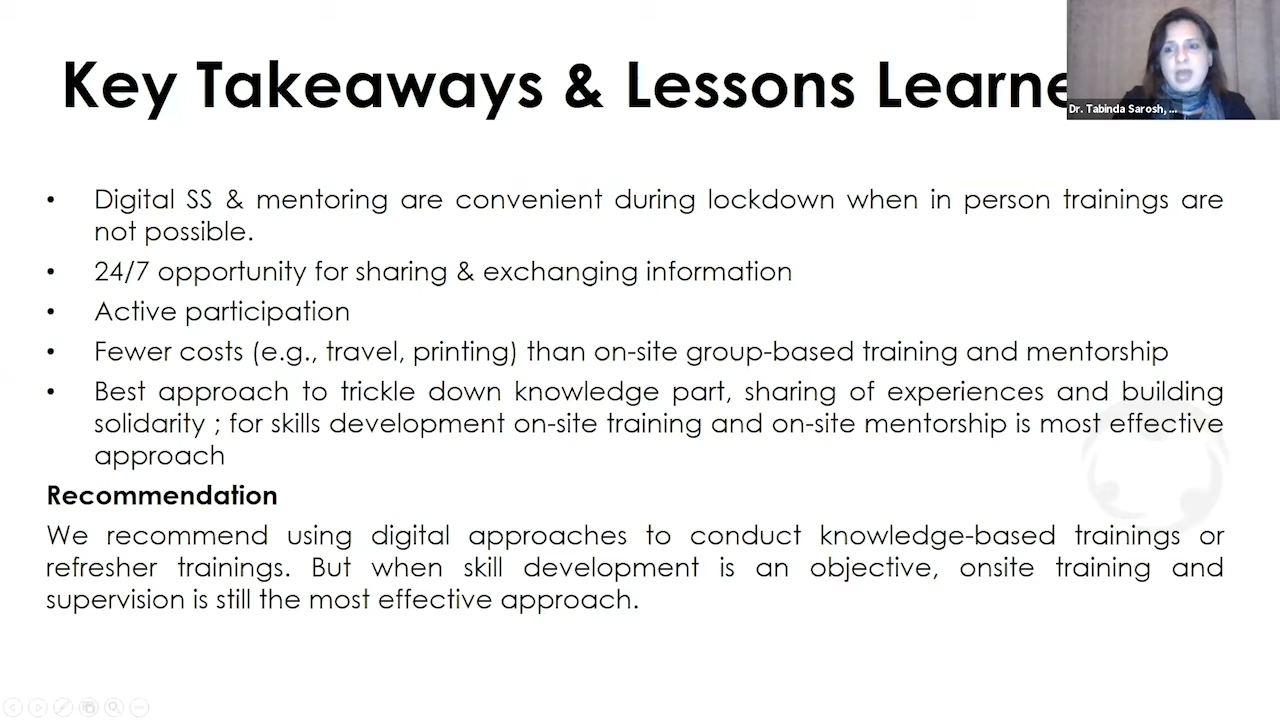 Key Takeaways & Lessons Learne
Dr. Tabinda Sarosh, ...
• Digital SS & mentoring are convenient during lockdown when in person trainings are
not possible.
• 24/7 opportunity for sharing & exchanging information
• Active participation
• Fewer costs (e.g., travel, printing) than on-site group-based training and mentorship
• Best approach to trickle down knowledge part, sharing of experiences and building
solidarity ; for skills development on-site training and on-site mentorship is most effective
approach
Recommendation
We recommend using digital approaches to conduct knowledge-based trainings or
refresher trainings. But when skill development is an objective, onsite training and
supervision is still the most effective approach.